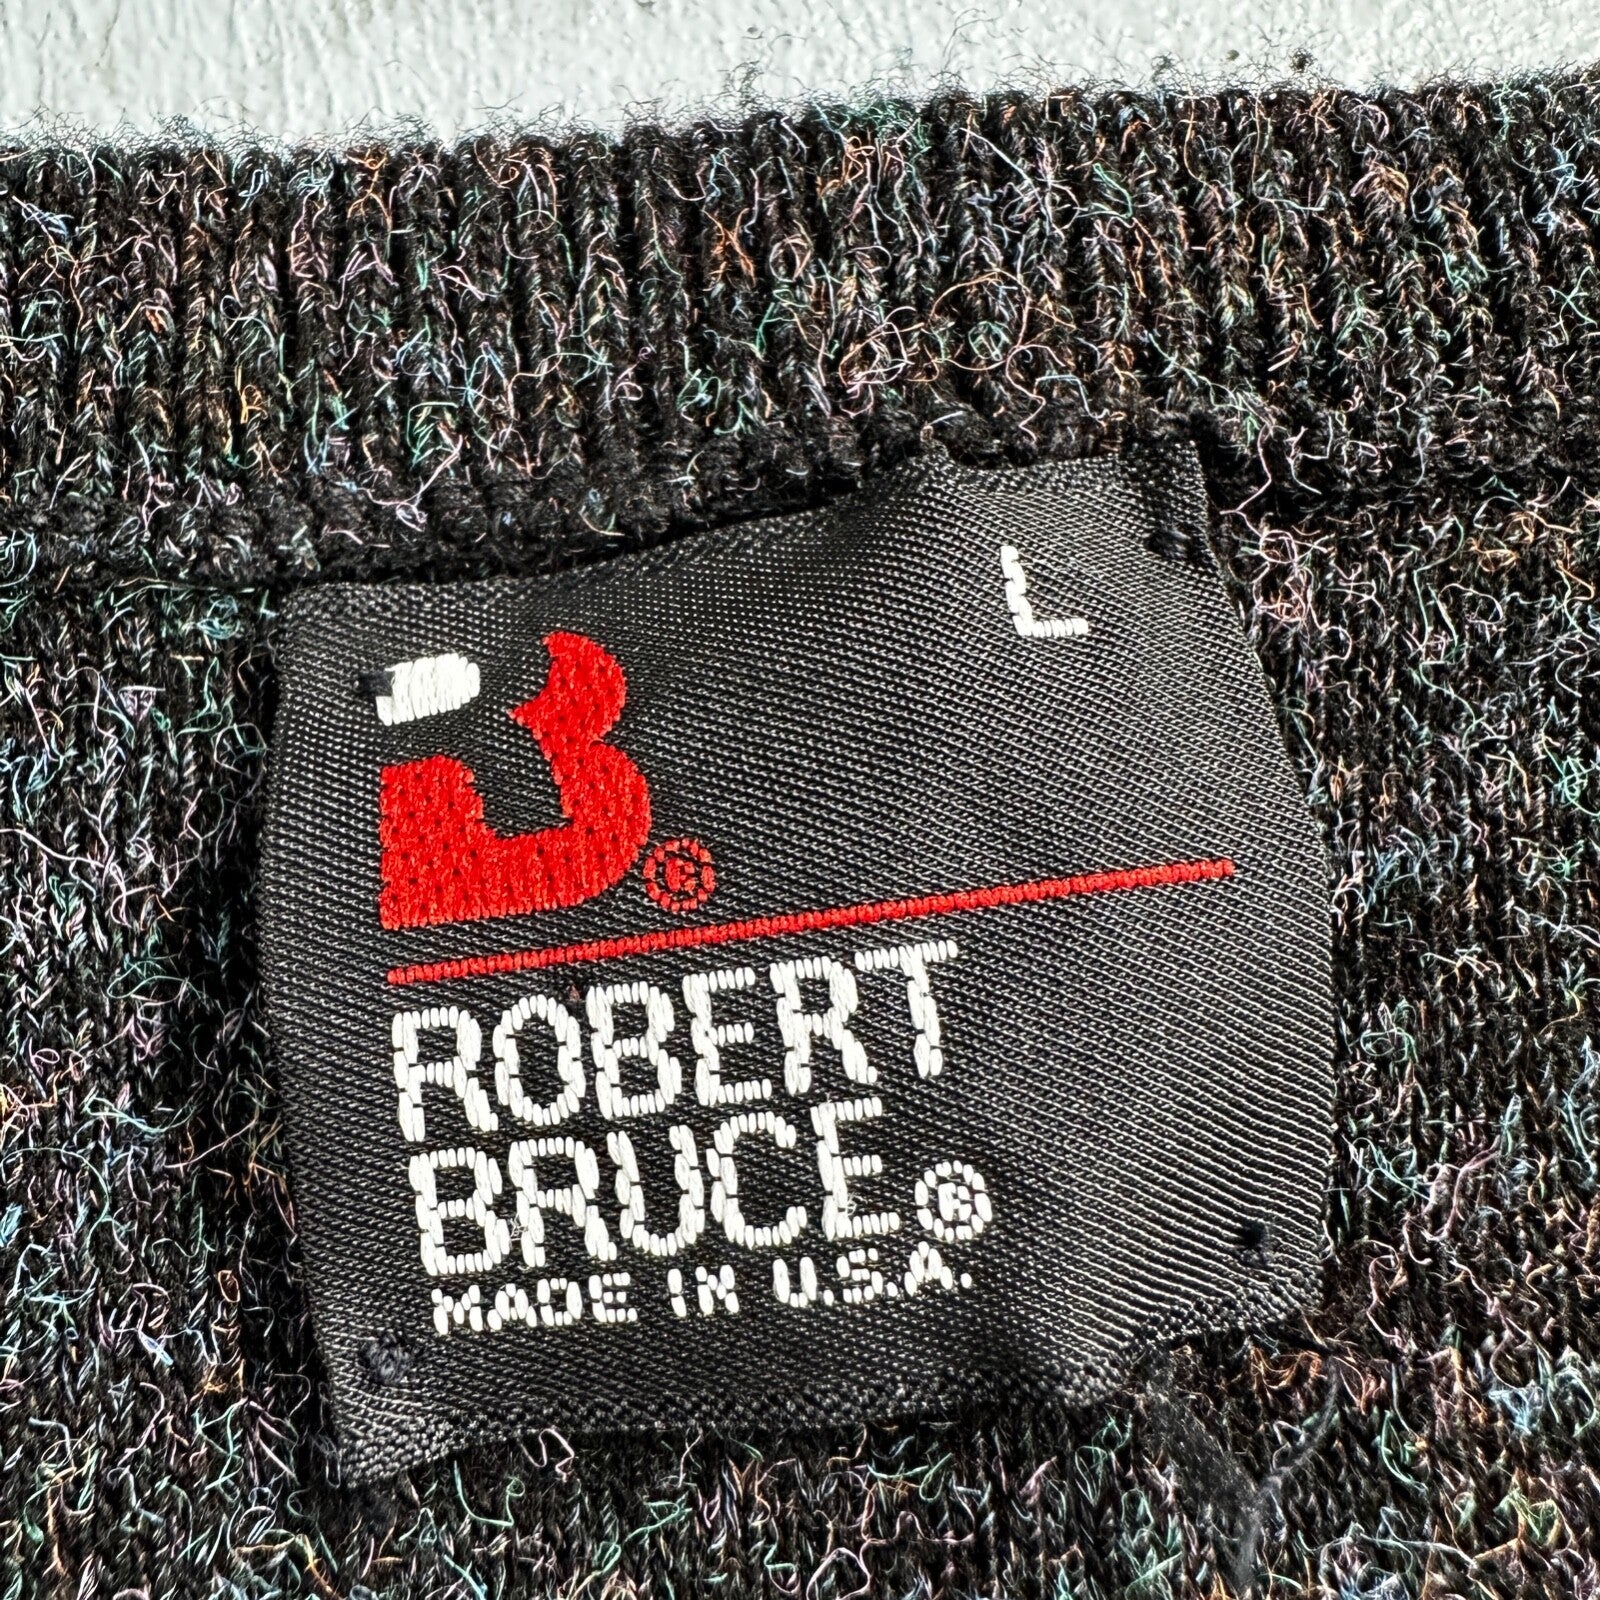 L
®
ROBERT
BRUCE®
MADE IN U.S.A.